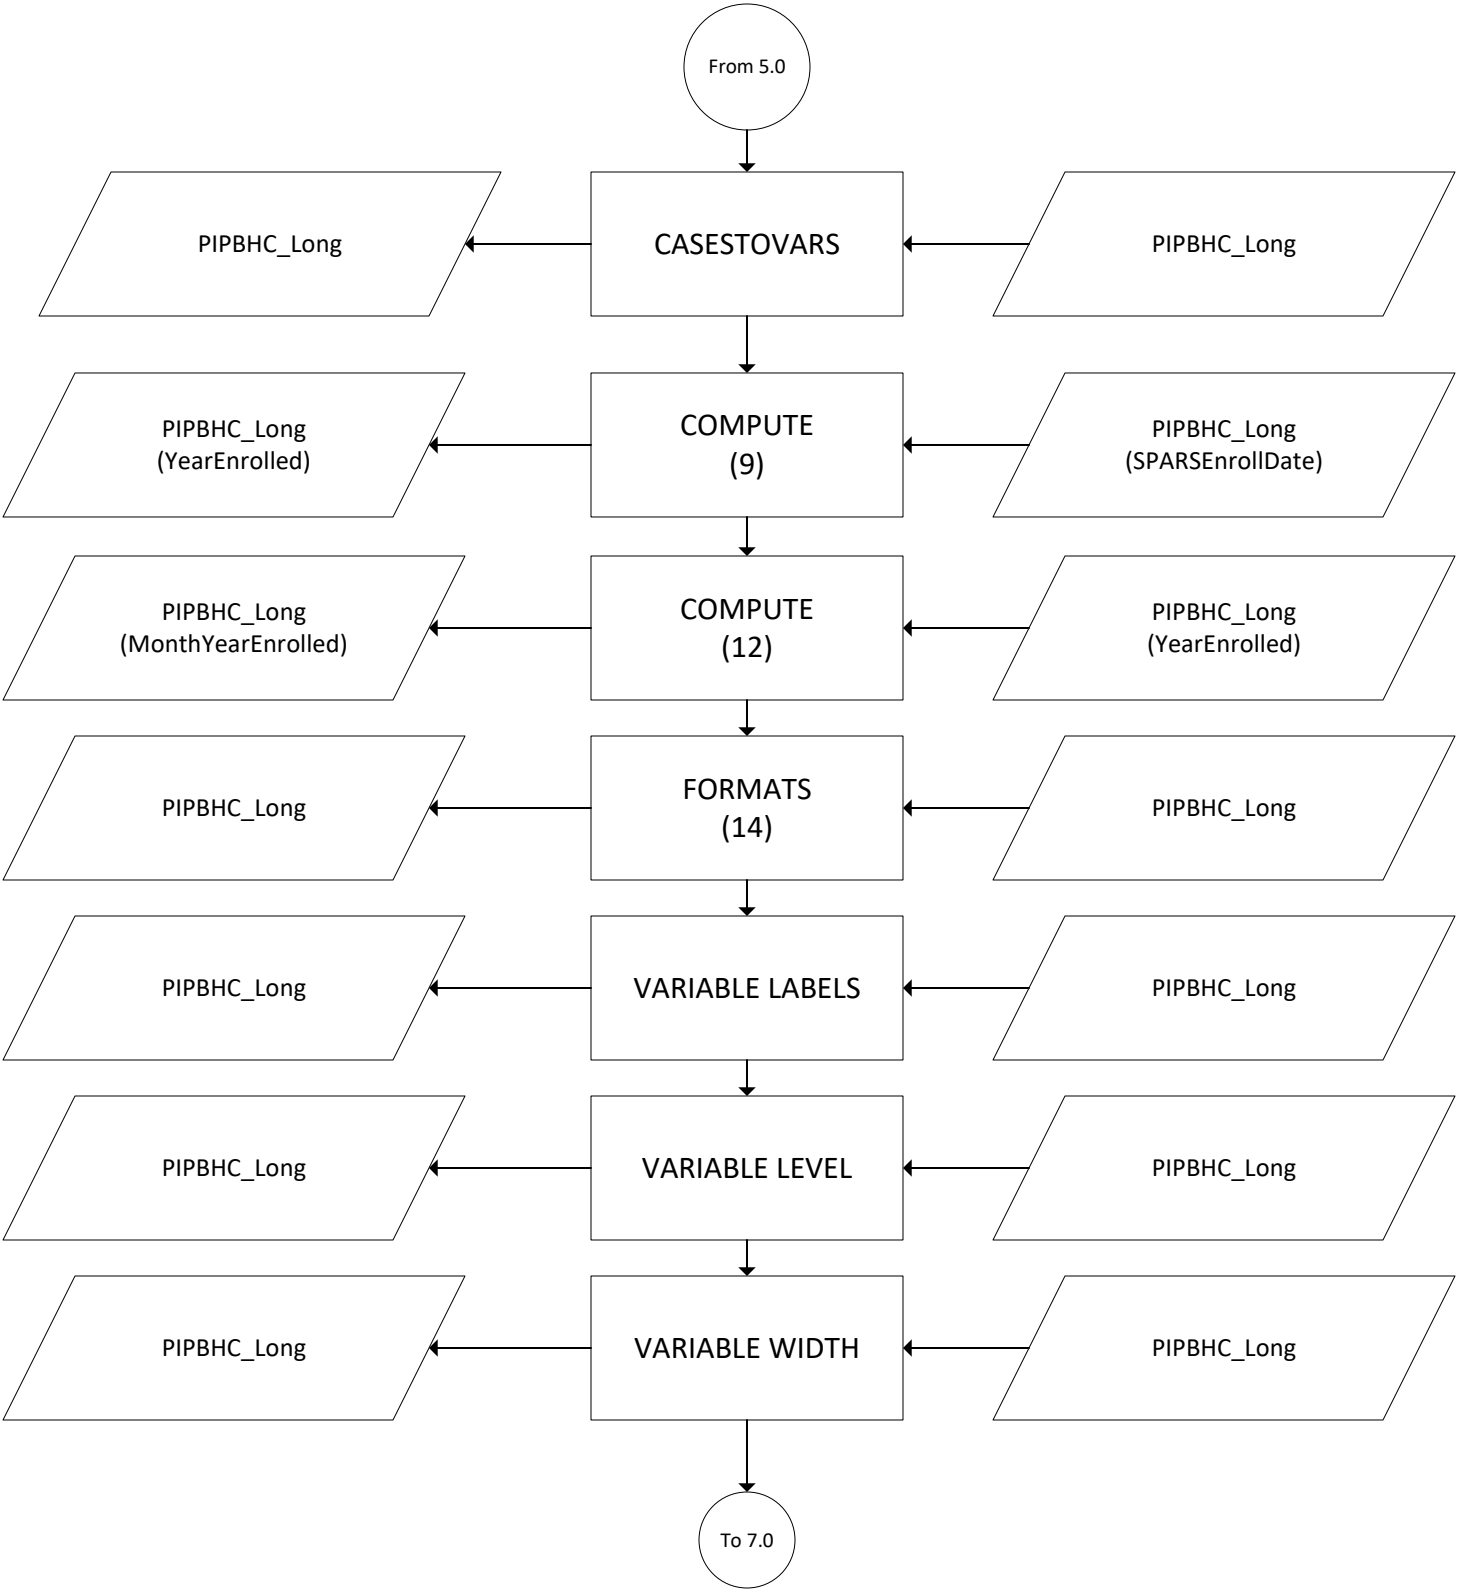 From 5.0
PIPBHC_Long
CASESTOVARS
PIPBHC_Long
PIPBHC_Long
(YearEnrolled)
COMPUTE
(9)
PIPBHC_Long
(SPARSEnrollDate)
PIPBHC_Long
(MonthYearEnrolled)
COMPUTE
(12)
PIPBHC_Long
(YearEnrolled)
PIPBHC_Long
FORMATS
(14)
PIPBHC_Long
PIPBHC_Long
VARIABLE LABELS
PIPBHC_Long
PIPBHC_Long
VARIABLE LEVEL
PIPBHC_Long
PIPBHC_Long
VARIABLE WIDTH
PIPBHC_Long
To 7.0